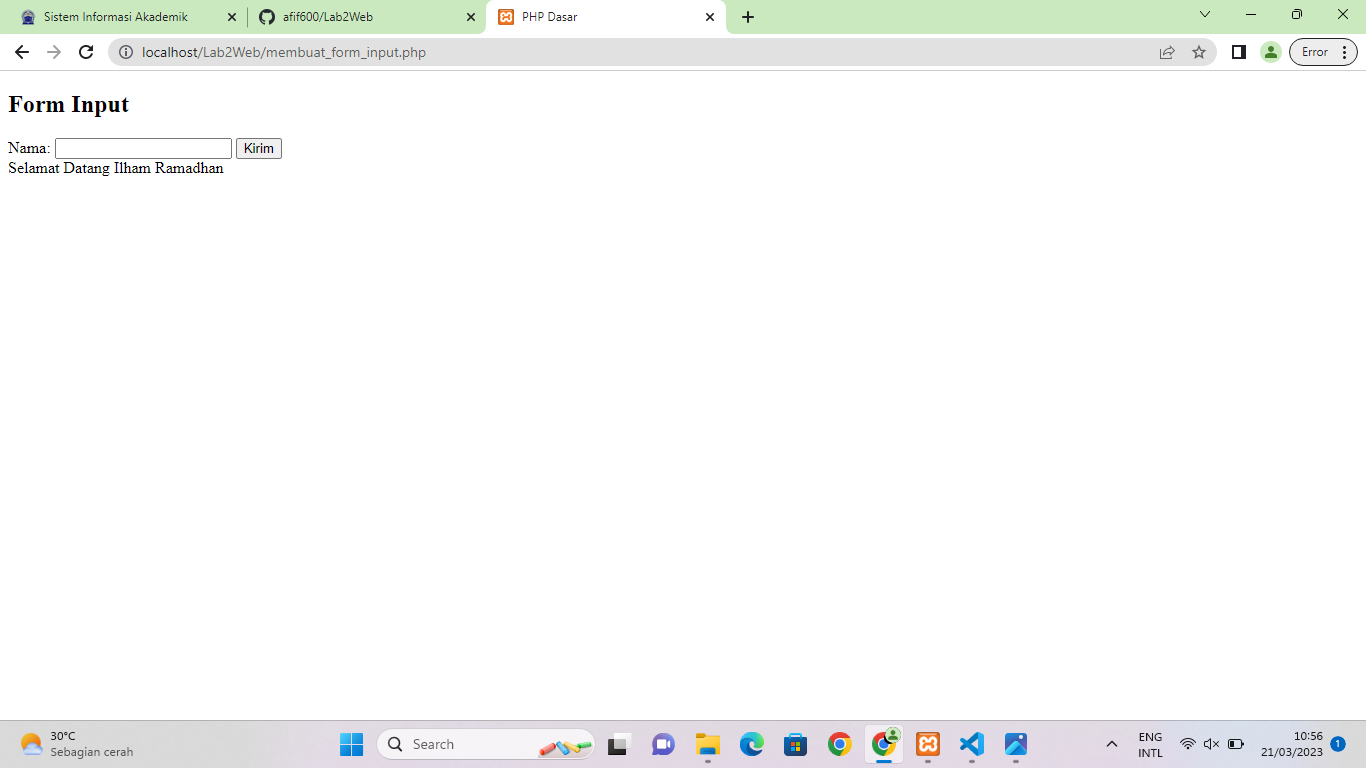 Sistem Informasi Akademik
afif600/Lab2Web
PHP Dasar
localhost/Lab2Web/membuat_form_input.php
Error
Form Input
Nama: Kirim
Selamat Datang Ilham Ramadhan
30°C
Sebagian cerah
Search
ENG
INTL
10:56
21/03/2023
1